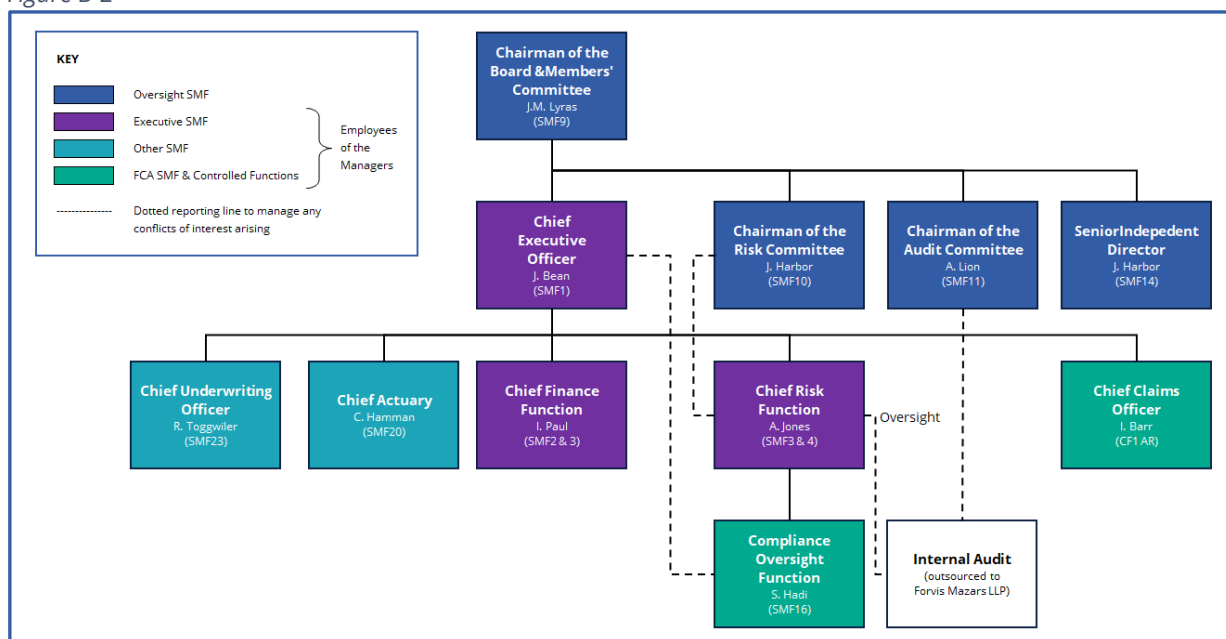 Figure B-2
KEY
Oversight SMF
Executive SMF
Other SMF
FCA SMF & Controlled Functions
Employees
of the
Managers
Dotted reporting line to manage any
conflicts of interest arising
Chairman of the
Board &Members'
Committee
J.M. Lyras
(SMF9)
Chief
Executive
Officer
J. Bean
(SMF1)
Chairman of the
Risk Committee
J. Harbor
(SMF10)
Chairman of the
Audit Committee
A. Lion
(SMF11)
SeniorIndepedent
Director
J. Harbor
(SMF14)
Chief Underwriting
Officer
R. Toggwiler
(SMF23)
Chief Actuary
C. Hamman
(SMF20)
Chief Finance
Function
I. Paul
(SMF2 & 3)
Chief Risk
Function
A. Jones
(SMF3 & 4)
Oversight
Chief Claims
Officer
I. Barr
(CF1 AR)
Compliance
Oversight
Function
S. Hadi
(SMF16)
Internal Audit
(outsourced to
Forvis Mazars LLP)